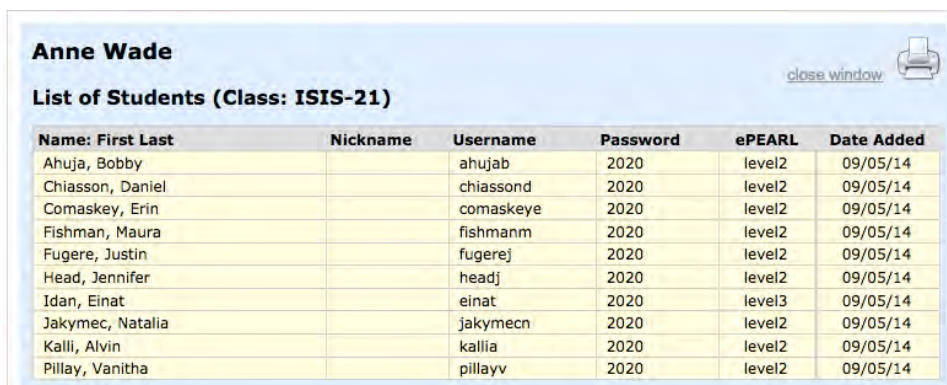 Anne Wade
close window
List of Students (Class: ISIS-21)
Name: First Last Nickname Username Password ePEARL Date Added
Ahuja, Bobby ahujab 2020 level2 09/05/14
Chiasson, Daniel chiassond 2020 level2 09/05/14
Comaskey, Erin comaskeye 2020 level2 09/05/14
Fishman, Maura fishmanm 2020 level2 09/05/14
Fugere, Justin fugerej 2020 level2 09/05/14
Head, Jennifer headj 2020 level2 09/05/14
Idan, Einat einat 2020 level3 09/05/14
Jakymec, Natalia jakymecn 2020 level2 09/05/14
Kalli, Alvin kallia 2020 level2 09/05/14
Pillay, Vanitha pillayv 2020 level2 09/05/14